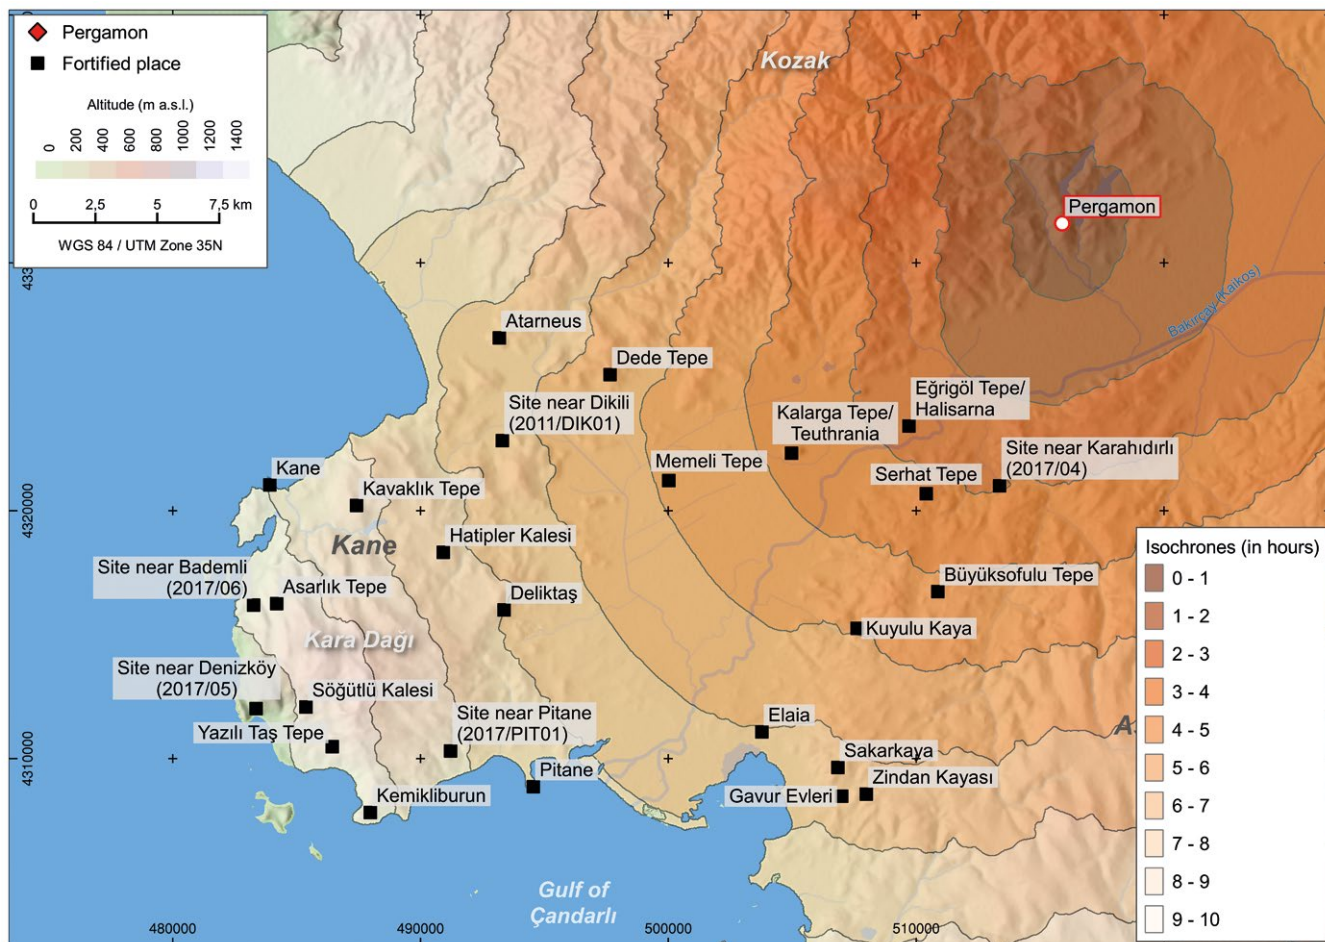 Pergamon
Fortified place
Altitude (m a.s.l.)
0
200
400
600
800
1000
1200
1400
0 2,5 5 7,5 km
WGS 84 / UTM Zone 35N
Kozak
Pergamon
Bakırçay (Kaikos)
Atarneus
Dede Tepe
Site near Dikili
(2011/DIK01)
Eğrigöl Tepe/
Halisarna
Kalarga Tepe/
Teuthrania
Site near Karahıdırlı
(2017/04)
Memeli Tepe
Serhat Tepe
Kane
Kavaklık Tepe
Kane
Hatipler Kalesi
Site near Bademli
(2017/06)
Asarlık Tepe
Deliktaş
Büyüksofulu Tepe
Kuyulu Kaya
Kara Dağı
Site near Denizköy
(2017/05)
Söğütlü Kalesi
Yazılı Taş Tepe
Site near Pitane
(2017/PIT01)
Elaia
Sakarkaya
Pitane
Gavur Evleri
Zindan Kayası
Kemikliburun
Gulf of
Çandarlı
Isochrones (in hours)
0 - 1
1 - 2
2 - 3
3 - 4
4 - 5
5 - 6
6 - 7
7 - 8
8 - 9
9 - 10
4320000
4310000
480000
490000
500000
510000